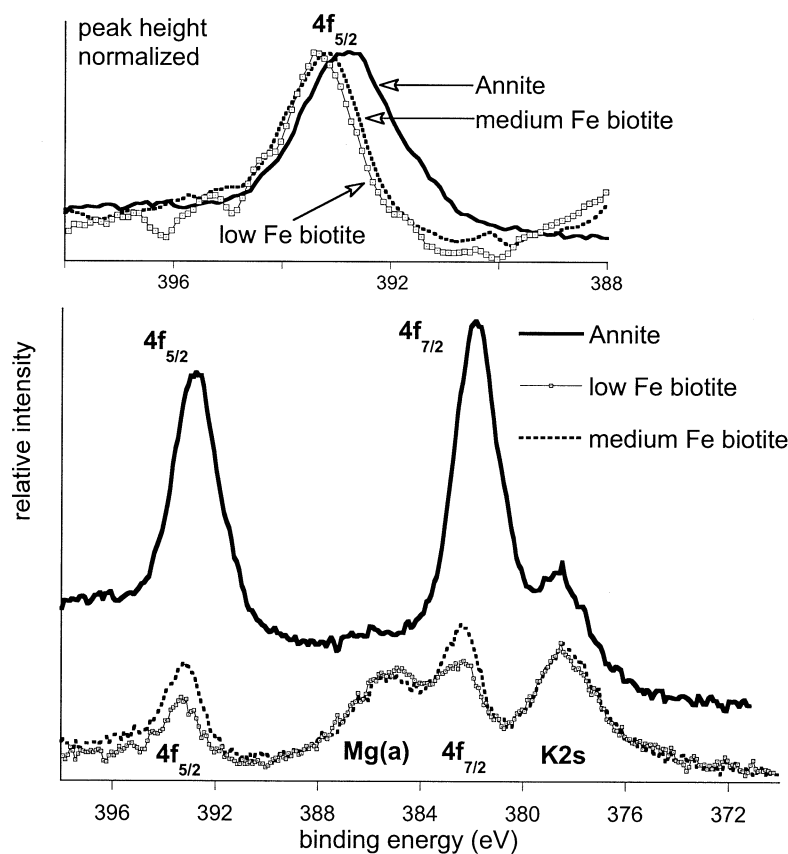 peak height
normalized
4f5/2
Annite
medium Fe biotite
low Fe biotite
396 392 388
4f5/2
4f7/2
Annite
low Fe biotite
medium Fe biotite
relative intensity
4f5/2
Mg(a)
4f7/2
K2s
396 392 388 384 380 376 372
binding energy (eV)